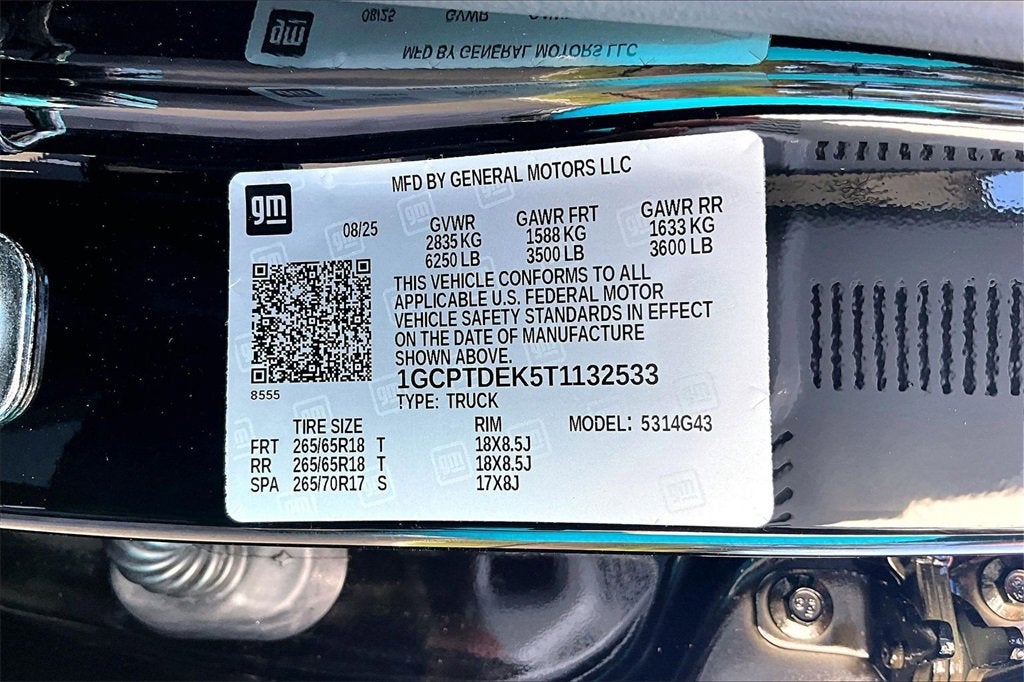 08/25 GVWR
MFD BY GENERAL MOTORS LLC
gm
MFD BY GENERAL MOTORS LLC
gm
08/25
GVWR GAWR FRT GAWR RR
2835 KG 1588 KG 1633 KG
6250 LB 3500 LB 3600 LB
THIS VEHICLE CONFORMS TO ALL
APPLICABLE U.S. FEDERAL MOTOR
VEHICLE SAFETY STANDARDS IN EFFECT
ON THE DATE OF MANUFACTURE
SHOWN ABOVE.
1GCPTDEK5T1132533
8555
TYPE: TRUCK
TIRE SIZE RIM MODEL: 5314G43
FRT 265/65R18 T 18X8.5J
RR 265/65R18 T 18X8.5J
SPA 265/70R17 S 17X8J